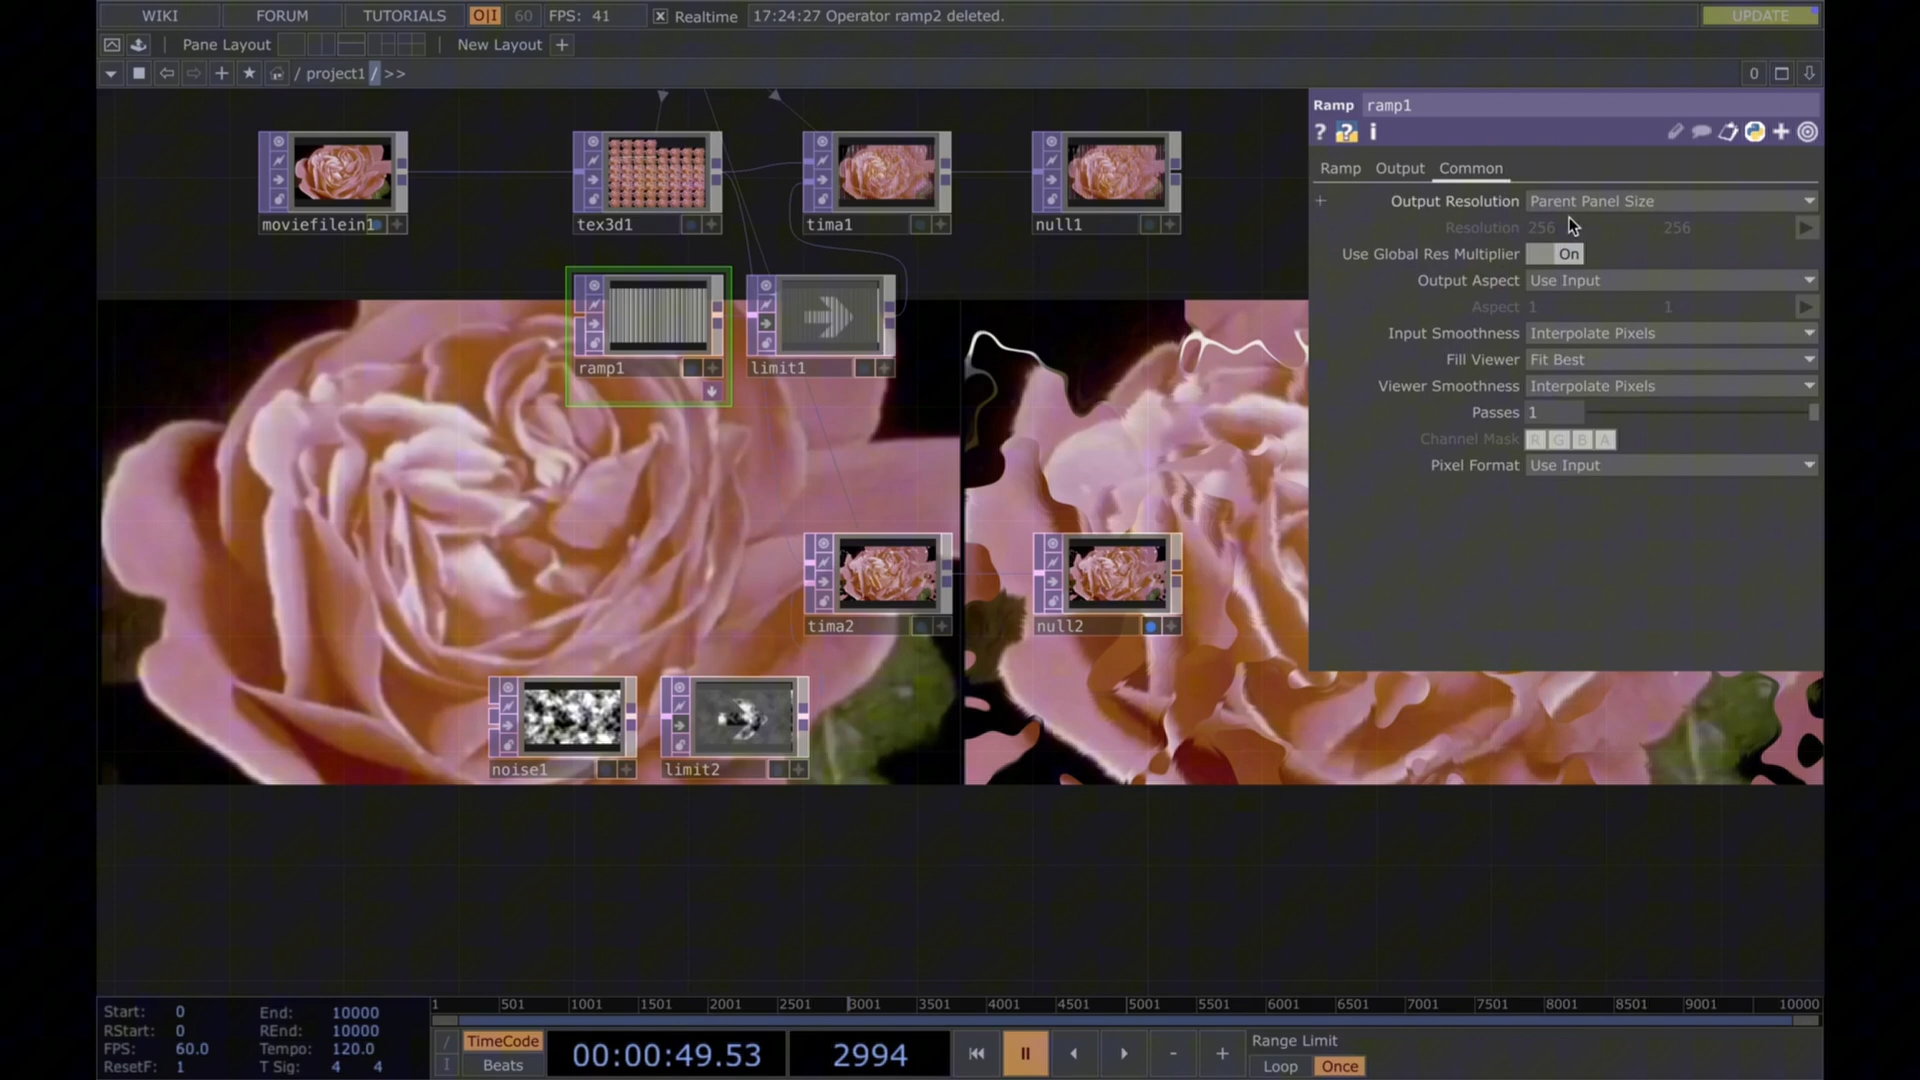 WIKI FORUM TUTORIALS O|I 60 FPS: 41 Realtime 17:24:27 Operator ramp2 deleted. UPDATE
Pane Layout New Layout +
/ project1 / >> 0
Ramp ramp1
? ? i
Ramp Output Common
+ Output Resolution Parent Panel Size
Resolution 256 256
Use Global Res Multiplier On
Output Aspect Use Input
Aspect 1 1
Input Smoothness Interpolate Pixels
Fill Viewer Fit Best
Viewer Smoothness Interpolate Pixels
Passes 1
Channel Mask R G B A
Pixel Format Use Input
moviefilein1 tex3d1 tima1 null1
ramp1 limit1
tima2 null2
noise1 limit2
1 501 1001 1501 2001 2501 3001 3501 4001 4501 5001 5501 6001 6501 7001 7501 8001 8501 9001 10000
Start: 0 End: 10000
RStart: 0 REnd: 10000
FPS: 60.0 Tempo: 120.0
ResetF: 1 T Sig: 4 4
TimeCode
Beats
00:00:49.53 2994
- +
Range Limit
Loop Once